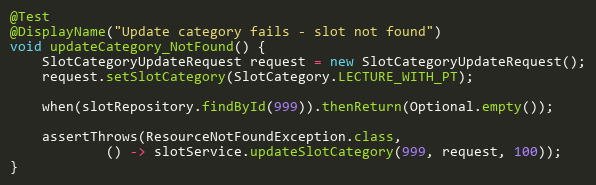 @Test
@DisplayName("Update category fails - slot not found")
void updateCategory_NotFound() {
    SlotCategoryUpdateRequest request = new SlotCategoryUpdateRequest();
    request.setSlotCategory(SlotCategory.LECTURE_WITH_PT);

    when(slotRepository.findById(999)).thenReturn(Optional.empty());

    assertThrows(ResourceNotFoundException.class,
            () -> slotService.updateSlotCategory(999, request, 100));
}